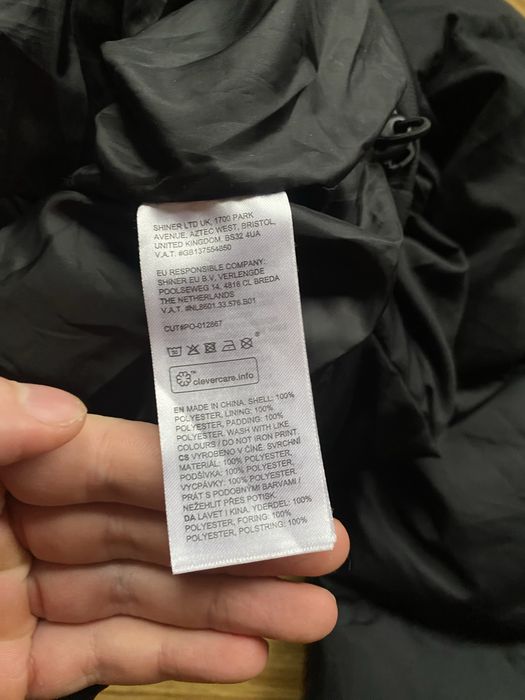 SHINER LTD UK, 1700 PARK
AVENUE, AZTEC WEST, BRISTOL,
UNITED KINGDOM. BS32 4UA
V.A.T. #GB137554850
EU RESPONSIBLE COMPANY:
SHINER EU B.V, VERLENGDE
POOLSEWEG 14, 4818 CL BREDA
THE NETHERLANDS
V.A.T. #NL8601.33.576.B01
CUT#PO-012867
™ clevercare.info
EN MADE IN CHINA. SHELL: 100%
POLYESTER, LINING: 100%
POLYESTER, PADDING: 100%
POLYESTER, WASH WITH LIKE
COLOURS / DO NOT IRON PRINT.
CS VYROBENO V ČÍNĚ. SVRCHNÍ
MATERIÁL: 100% POLYESTER,
PODŠÍVKA: 100% POLYESTER,
VYCPÁVKY: 100% POLYESTER,
PRÁT S PODOBNÝMI BARVAMI /
NEŽEHLIT PŘES POTISK.
DA LAVET I KINA. YDERDEL: 100%
POLYESTER, FORING: 100%
POLYESTER, POLSTRING: 100%